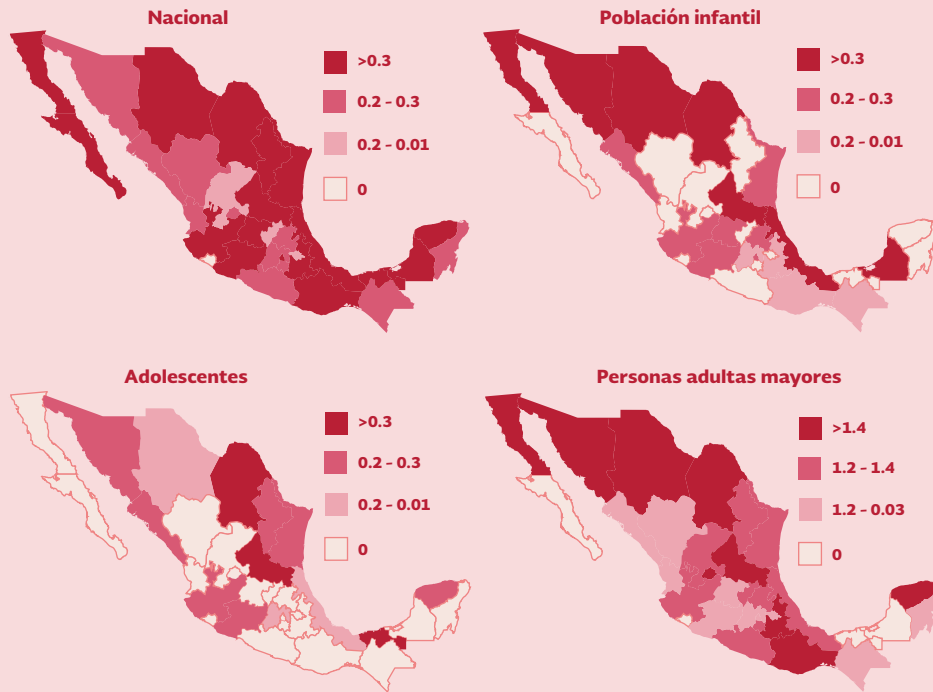 Nacional
>0.3
0.2 – 0.3
0.2 – 0.01
0
Población infantil
>0.3
0.2 – 0.3
0.2 – 0.01
0
Adolescentes
>0.3
0.2 – 0.3
0.2 – 0.01
0
Personas adultas mayores
>1.4
1.2 – 1.4
1.2 – 0.03
0